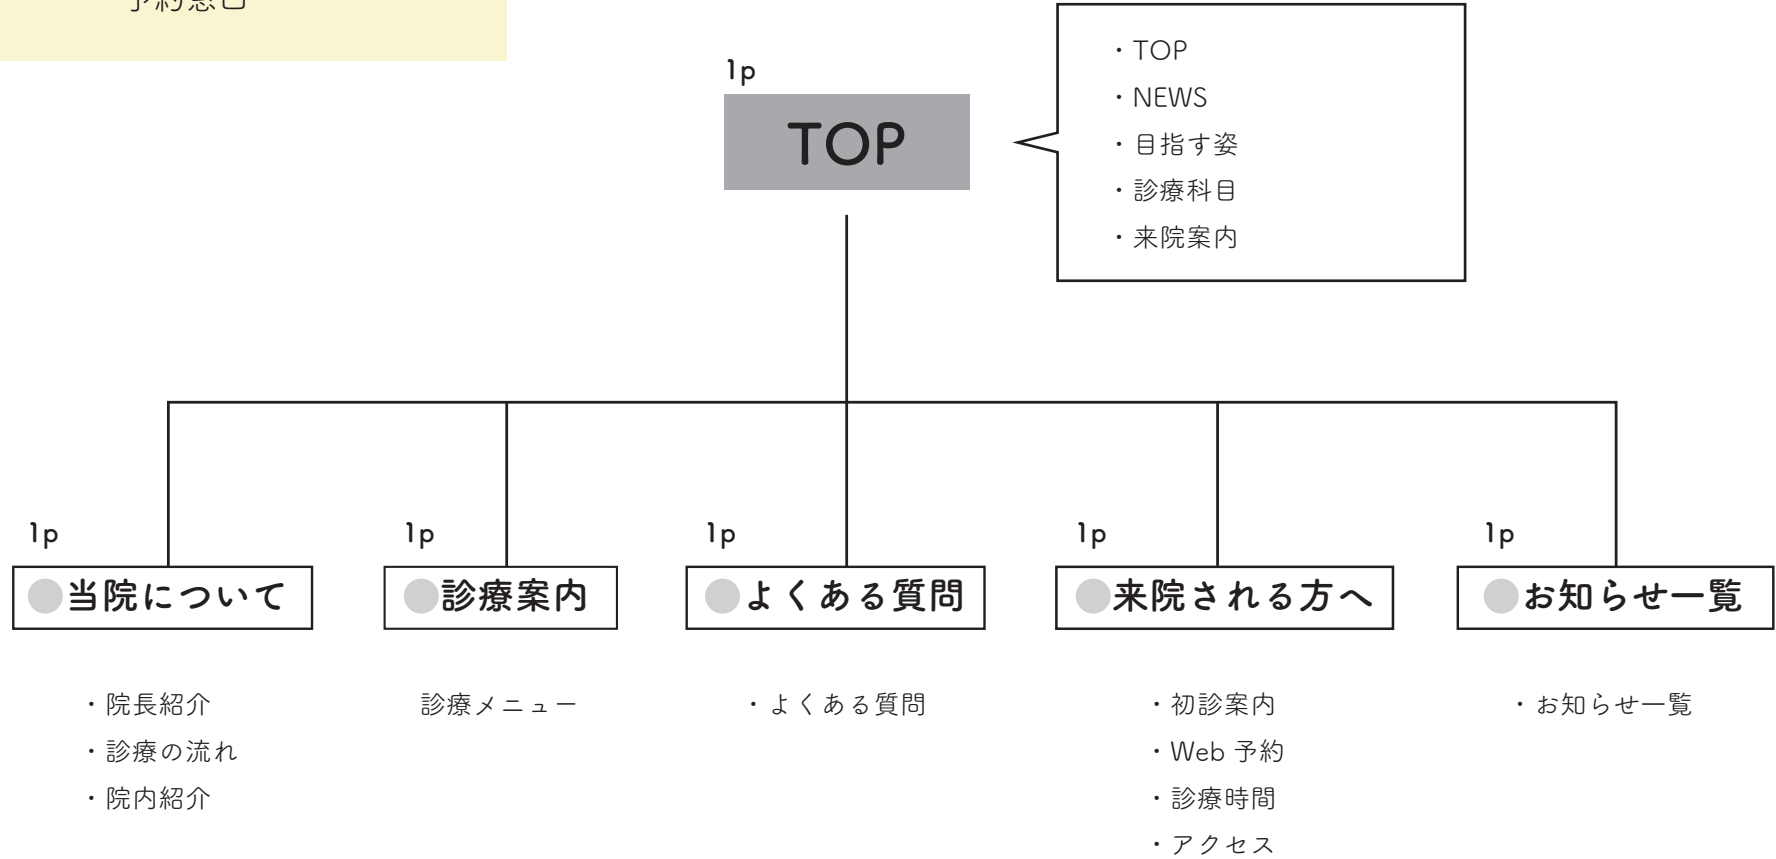 予約窓口
1p
TOP
・TOP
・NEWS
・目指す姿
・診療科目
・来院案内
1p
当院について
・院長紹介
・診療の流れ
・院内紹介
1p
診療案内
診療メニュー
1p
よくある質問
・よくある質問
1p
来院される方へ
・初診案内
・Web 予約
・診療時間
・アクセス
1p
お知らせ一覧
・お知らせ一覧